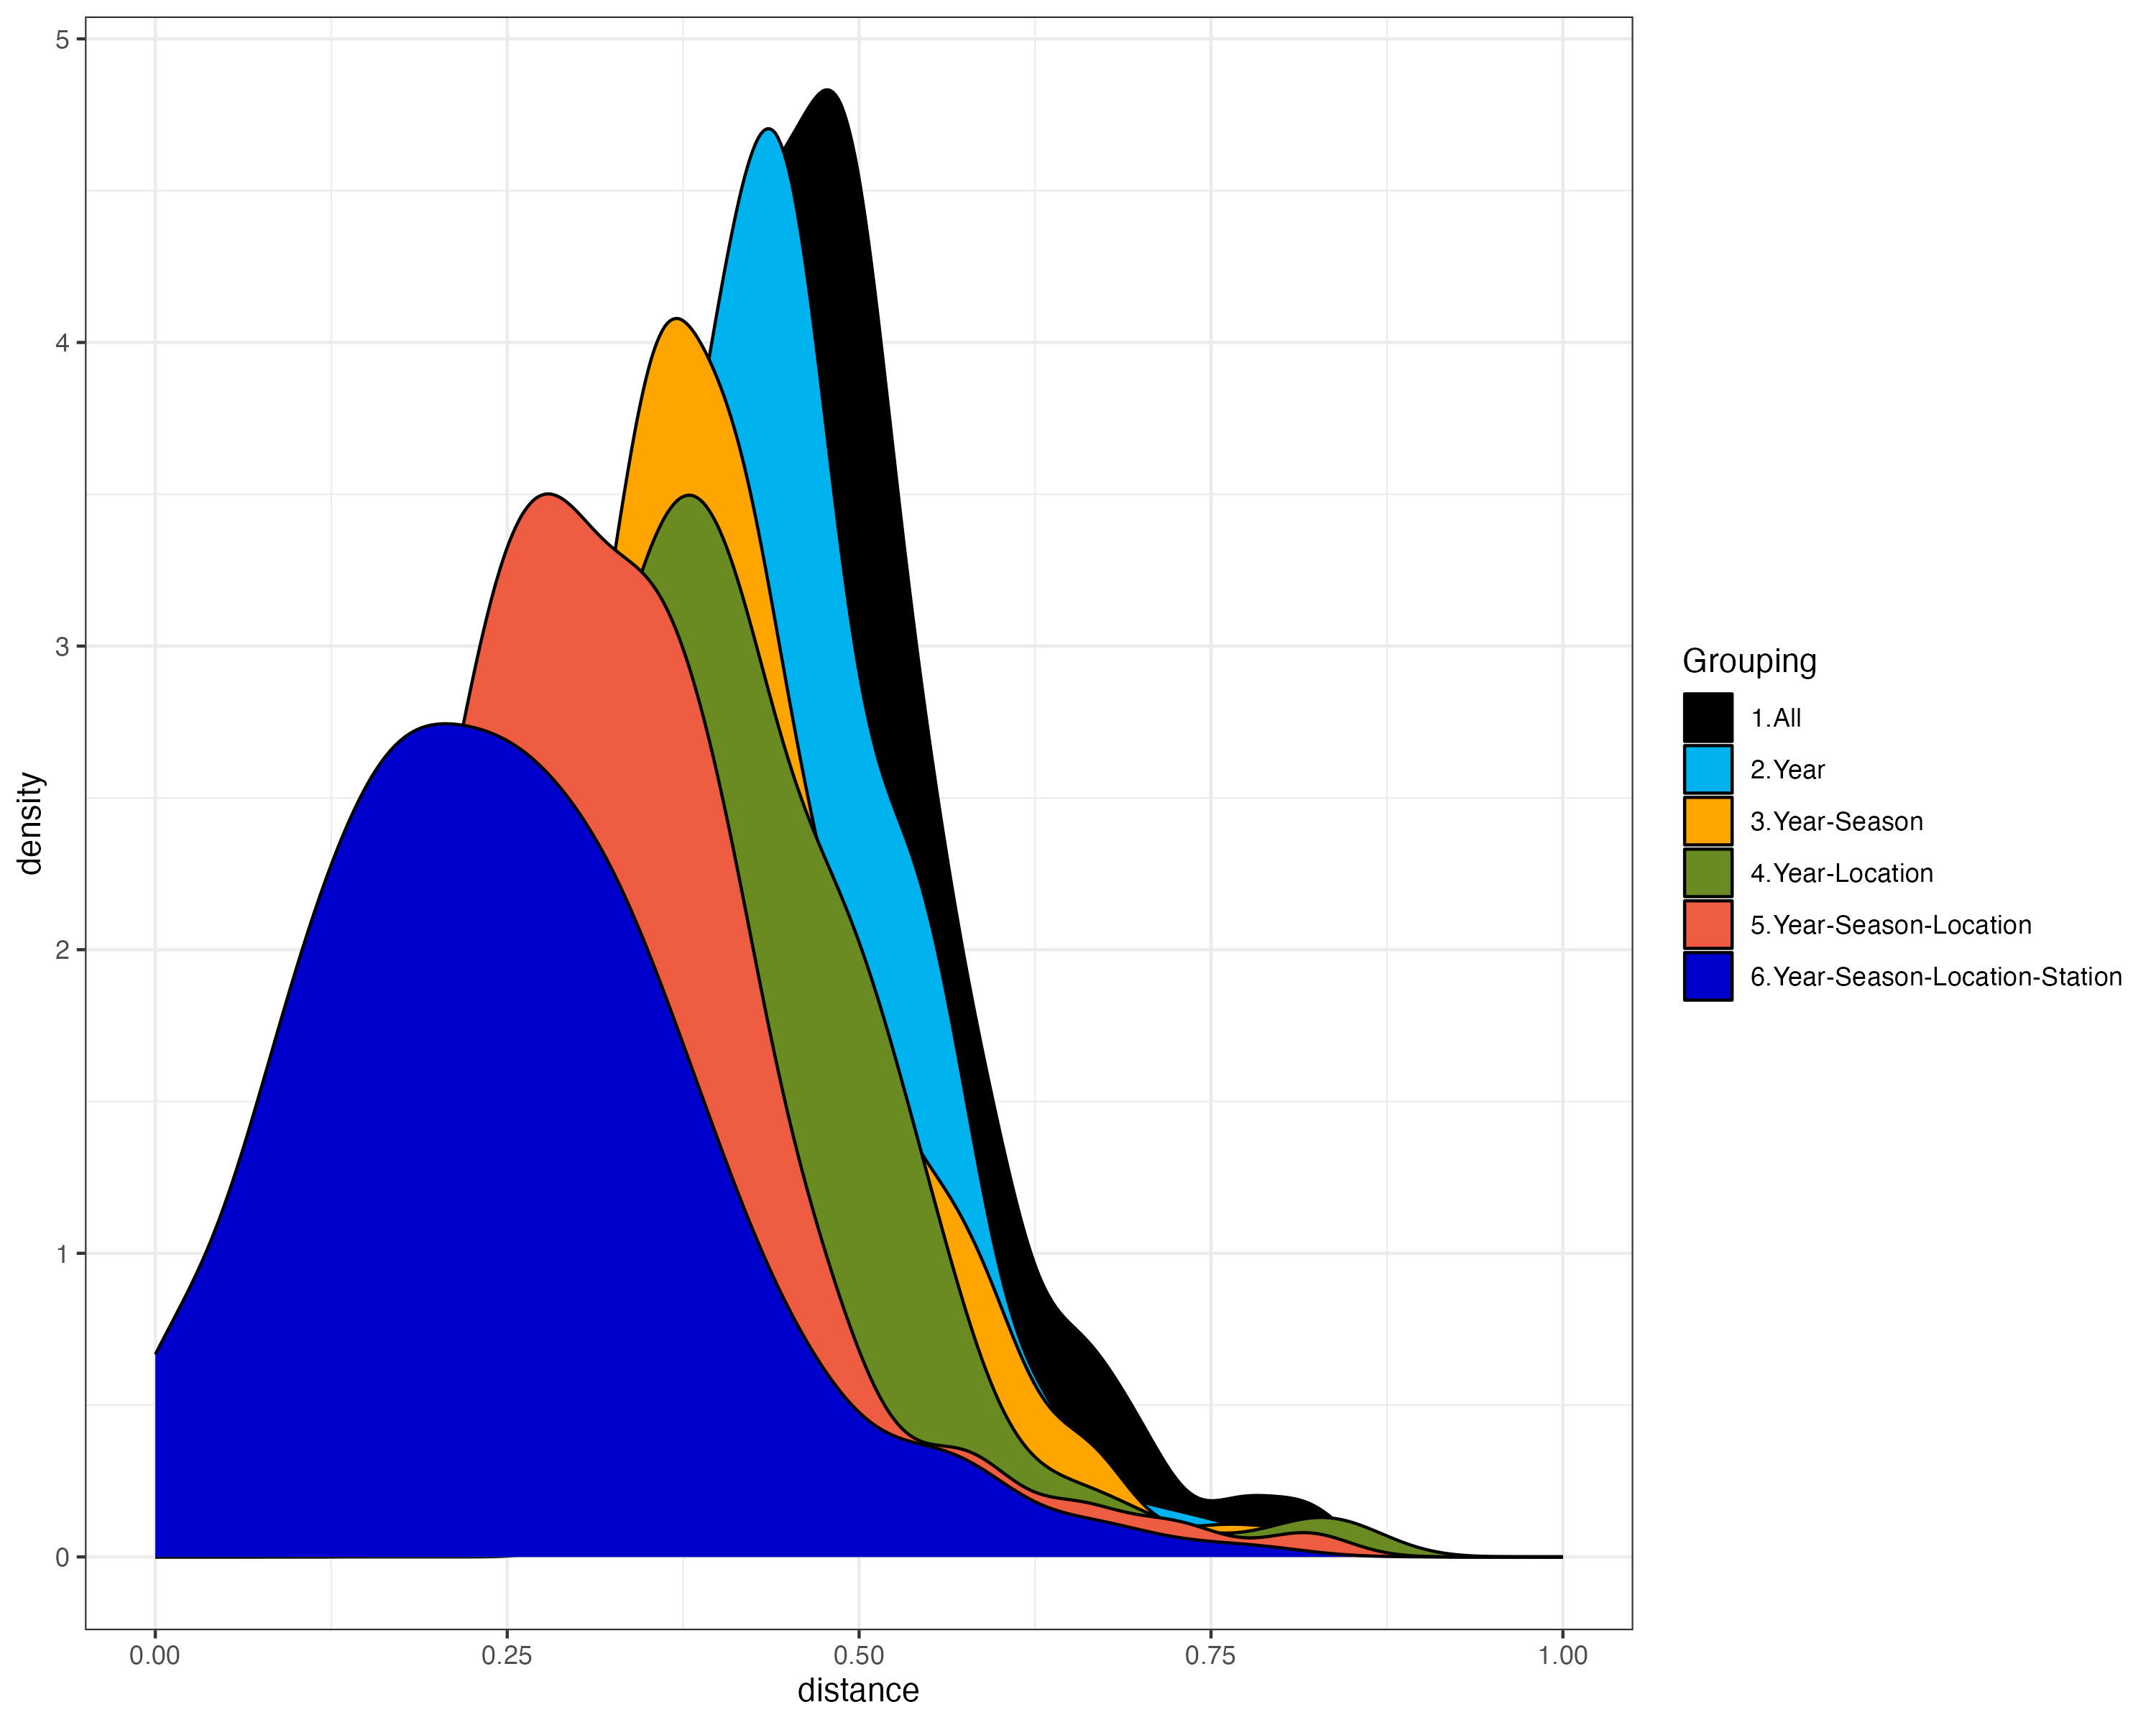 5
4
3
2
1
0
density
0.00 0.25 0.50 0.75 1.00
distance
Grouping
1.All
2.Year
3.Year-Season
4.Year-Location
5.Year-Season-Location
6.Year-Season-Location-Station